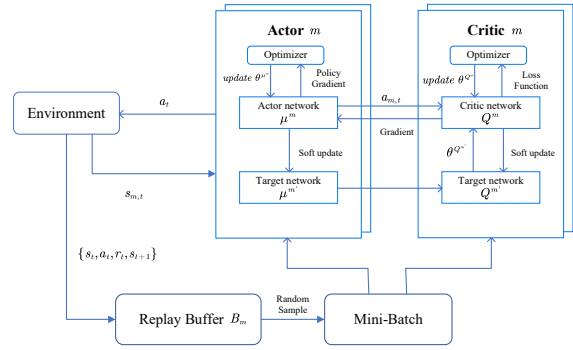 Actor m
Optimizer
update θ^{μ^m}
Policy
Gradient
Actor network
μ^m
Soft update
Target network
μ^{m'}
Critic m
Optimizer
update θ^{Q^m}
Loss
Function
Critic network
Q^m
θ^{Q^{m'}}
Soft update
Target network
Q^{m'}
a_{m,t}
Gradient
Environment
a_t
s_{m,t}
{s_t, a_t, r_t, s_{t+1}}
Replay Buffer B_m
Random
Sample
Mini-Batch